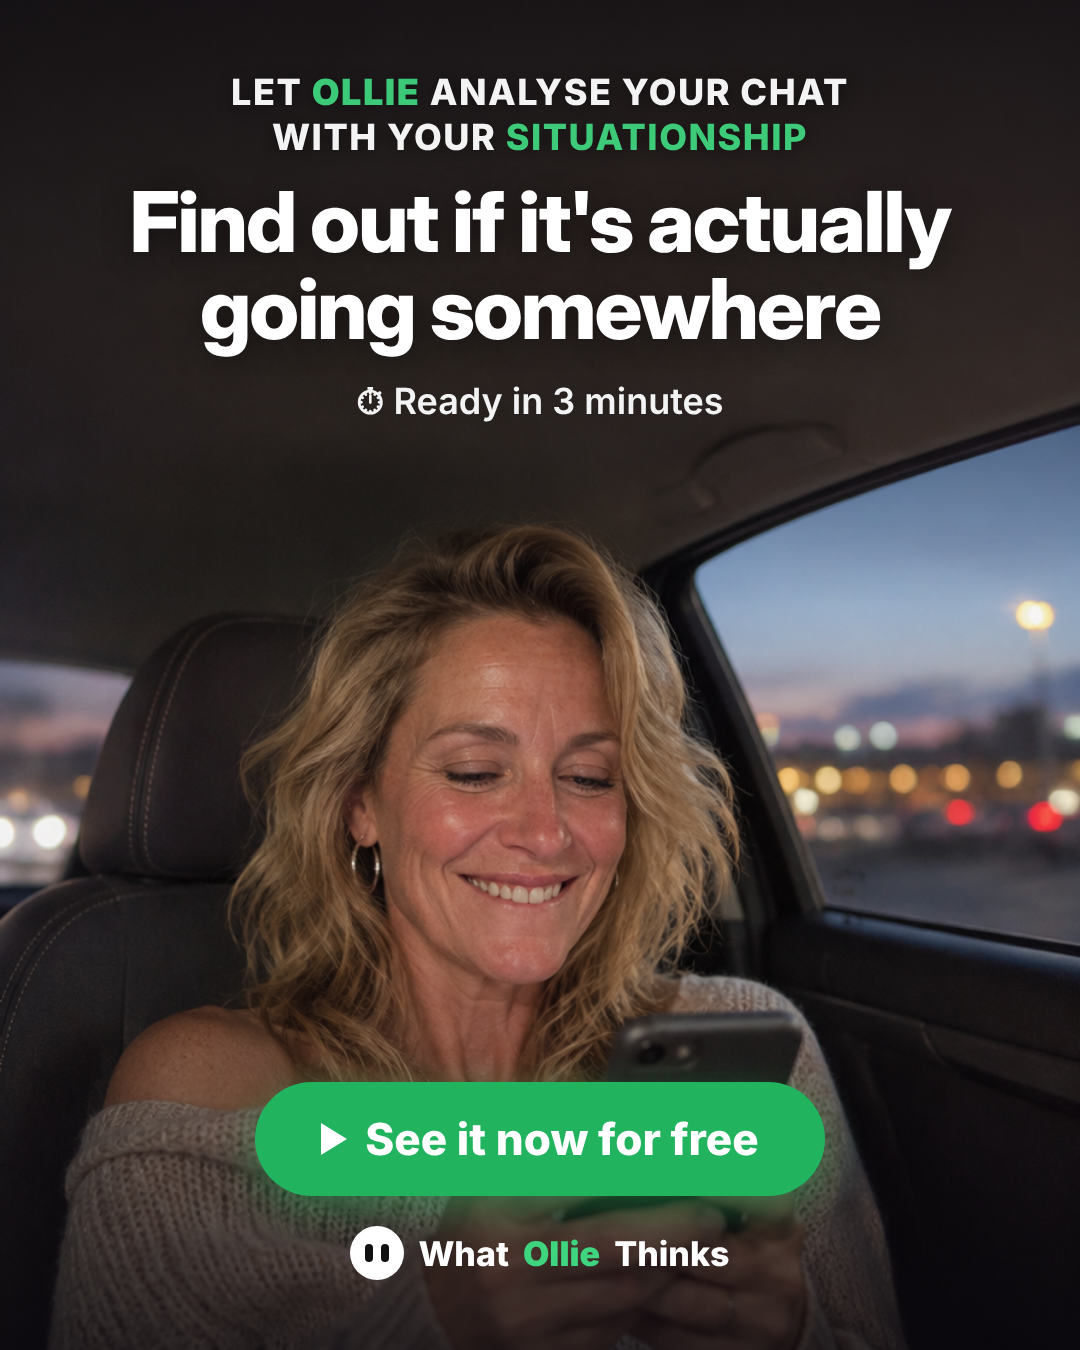 LET OLLIE ANALYSE YOUR CHAT
WITH YOUR SITUATIONSHIP
Find out if it's actually
going somewhere
⏱ Ready in 3 minutes
▶ See it now for free
What Ollie Thinks